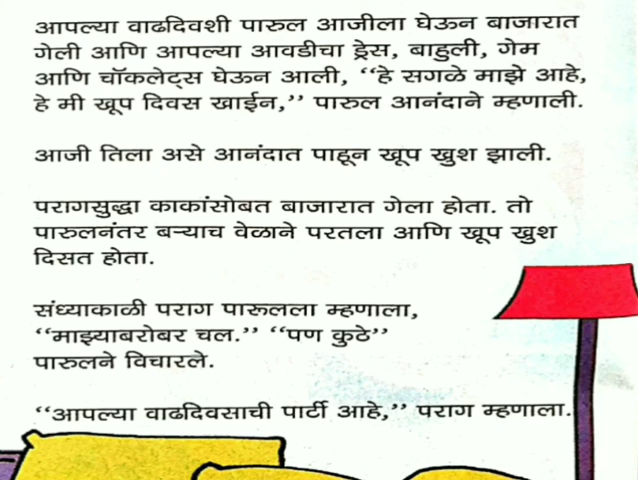 आपल्या वाढदिवशी पारुल आजीला घेऊन बाजारात
गेली आणि आपल्या आवडीचा ड्रेस, बाहुली, गेम
आणि चॉकलेट्स घेऊन आली, “हे सगळे माझे आहे,
हे मी खूप दिवस खाईन,” पारुल आनंदाने म्हणाली.
आजी तिला असे आनंदात पाहून खूप खुश झाली.
परागसुद्धा काकांसोबत बाजारात गेला होता. तो
पारुलनंतर बऱ्याच वेळाने परतला आणि खूप खुश
दिसत होता.
संध्याकाळी पराग पारूलला म्हणाला,
“माझ्याबरोबर चल.” “पण कुठे”
पारुलने विचारले.
“आपल्या वाढदिवसाची पार्टी आहे,” पराग म्हणाला.